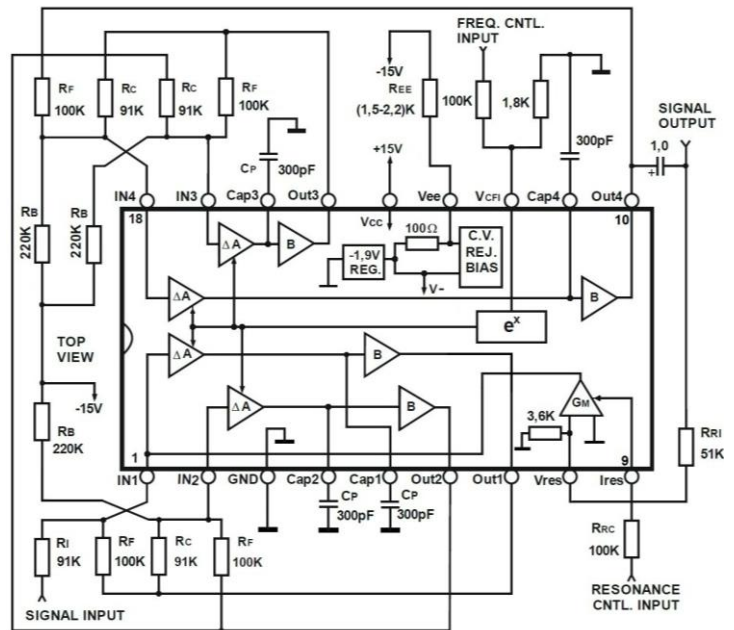 FREQ. CNTL.
INPUT
-15V
RF
100K
RC
91K
RC
91K
RF
100K
REE
(1,5-2,2)K
100K
1,8K
SIGNAL
OUTPUT
+15V
CP
300pF
300pF
1,0
+
IN4
IN3
Cap3
Out3
Vee
VCFI
Cap4
Out4
18
10
RB
220K
RB
220K
Vcc
100Ω
ΔA
B
-1,9V
REG.
C.V.
REJ.
BIAS
V-
ΔA
B
TOP
VIEW
ex
ΔA
B
-15V
GM
ΔA
B
3,6K
RB
220K
RRI
51K
1
9
IN1
IN2
GND
Cap2
Cap1
Out2
Out1
Vres
Ires
CP
300pF
CP
300pF
RI
91K
RF
100K
RC
91K
RF
100K
RRC
100K
SIGNAL INPUT
RESONANCE
CNTL. INPUT